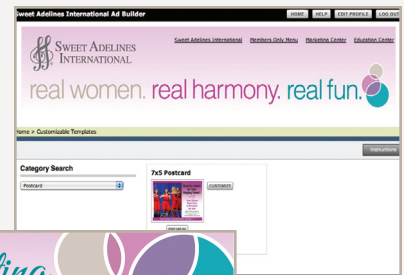 Sweet Adelines International Ad Builder
HOME HELP EDIT PROFILE LOG OUT
SWEET ADELINES
INTERNATIONAL
Sweet Adelines International Members Only Menu Marketing Center Education Center
real women. real harmony. real fun.
Home > Customizable Templates
Instructions
Category Search
Postcard
7x5 Postcard
CUSTOMIZE